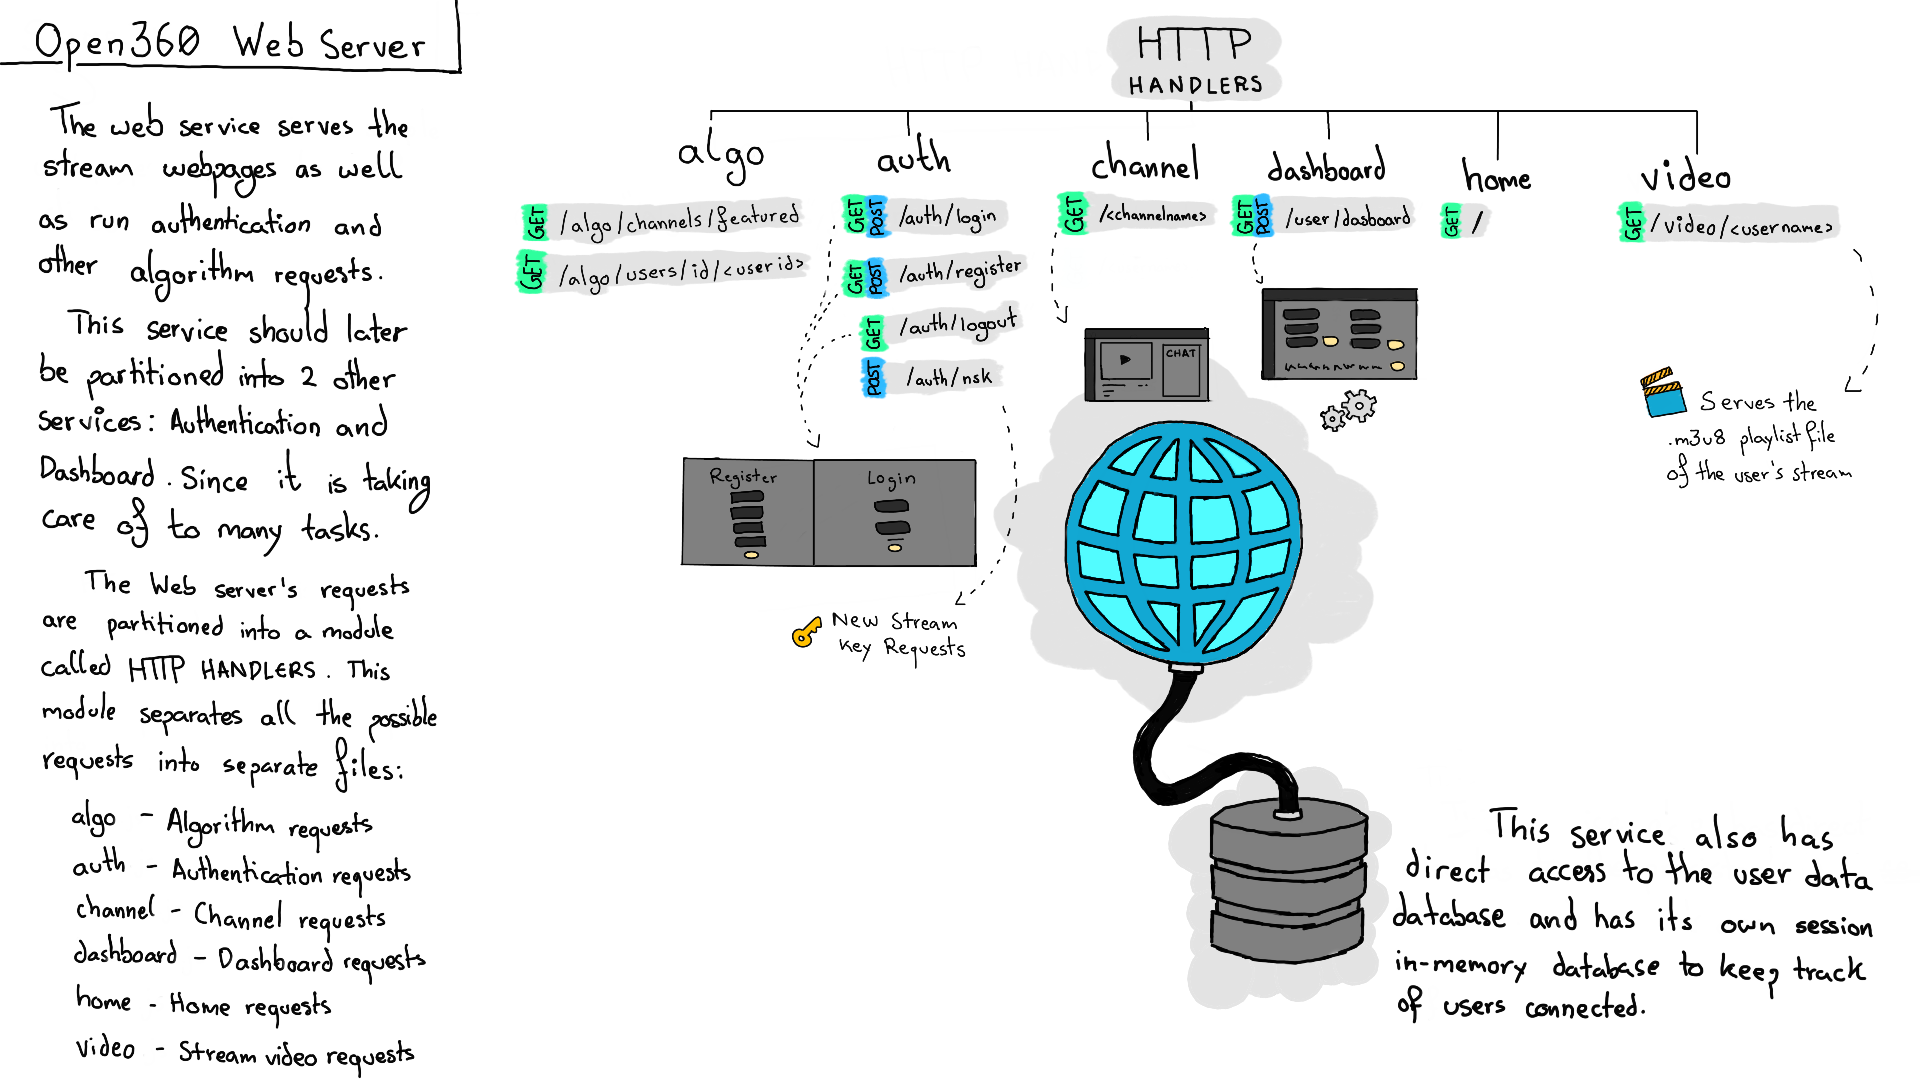 Open360 Web Server
The web service serves the
stream webpages as well
as run authentication and
other algorithm requests.
This service should later
be partitioned into 2 other
services: Authentication and
Dashboard. Since it is taking
care of to many tasks.
The Web server's requests
are partitioned into a module
called HTTP HANDLERS. This
module separates all the possible
requests into separate files:
algo - Algorithm requests
auth - Authentication requests
channel - Channel requests
dashboard - Dashboard requests
home - Home requests
video - Stream video requests
HTTP
HANDLERS
algo
GET /algo/channels/featured
GET /algo/users/id/<userid>
auth
GET POST /auth/login
GET POST /auth/register
GET /auth/logout
POST /auth/nsk
Register
Login
New Stream
Key Requests
channel
GET /<channelname>
CHAT
dashboard
GET POST /user/dasboard
home
GET /
video
GET /video/<username>
Serves the
.m3u8 playlist file
of the user's stream
This service also has
direct access to the user data
database and has its own session
in-memory database to keep track
of users connected.